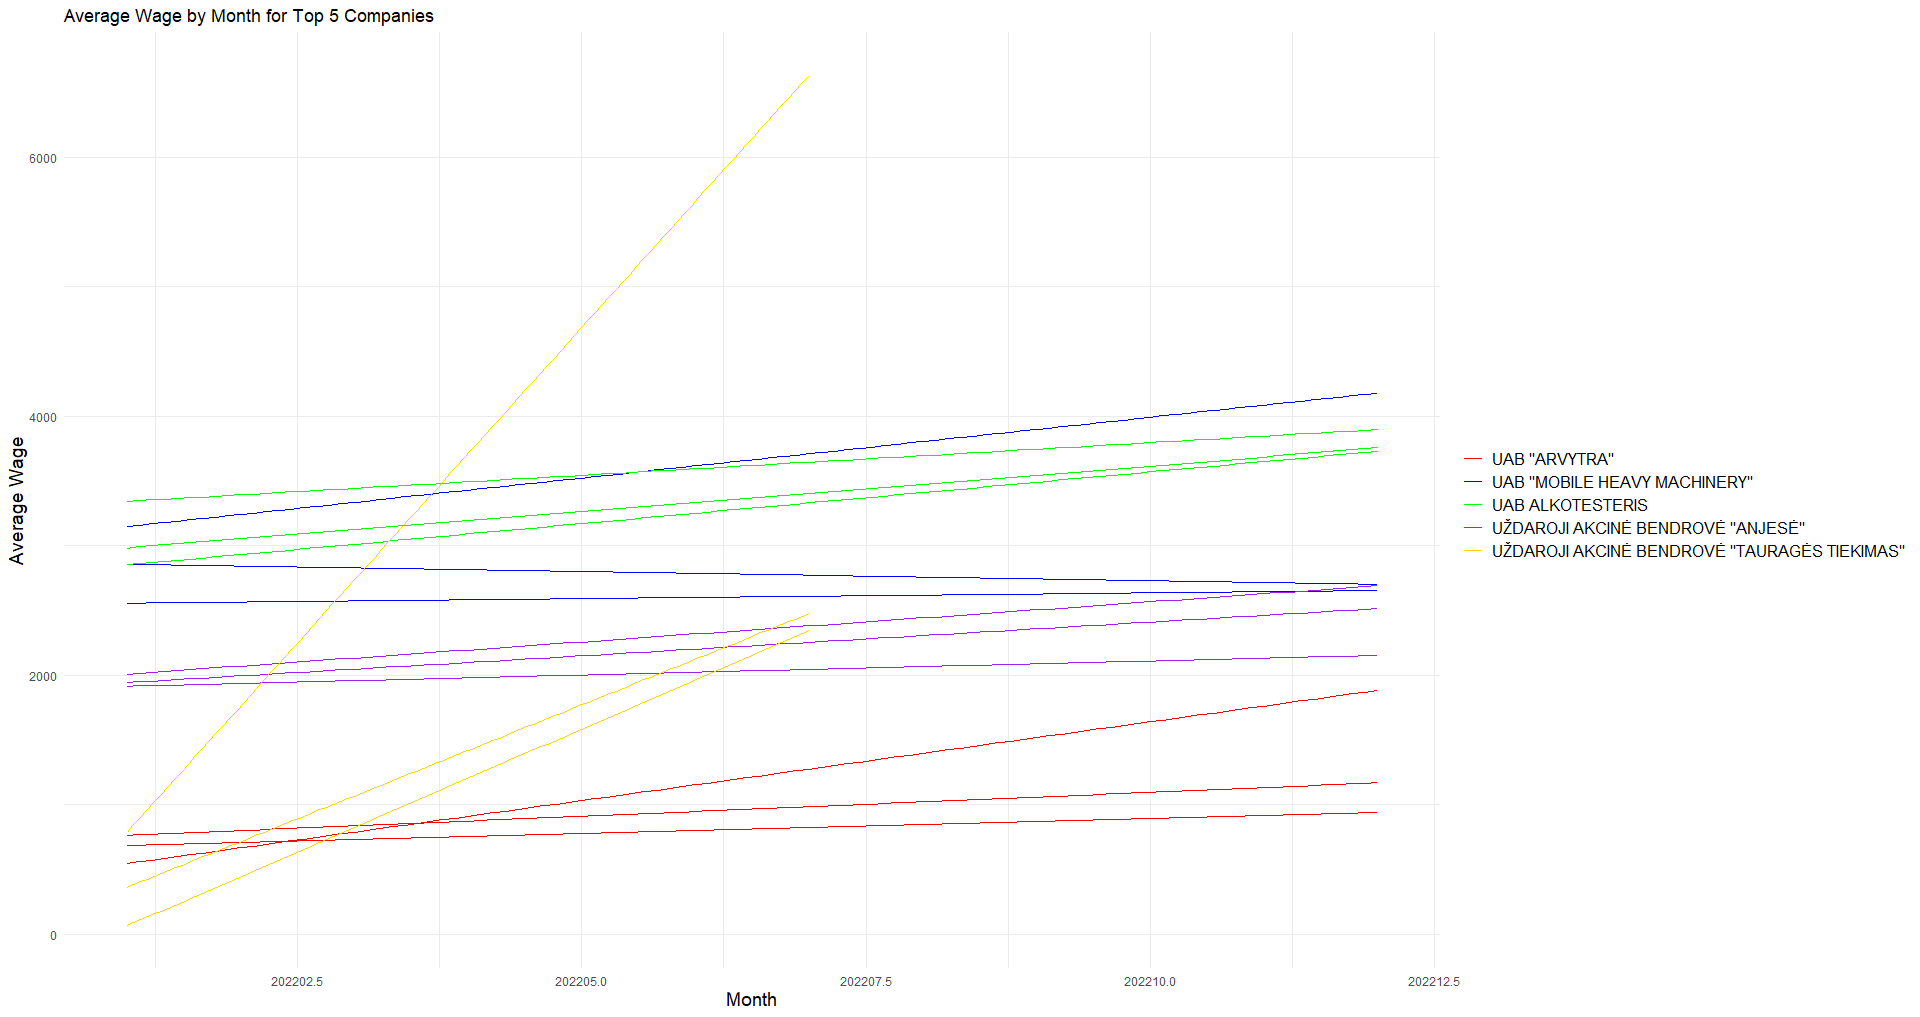 Average Wage by Month for Top 5 Companies
Average Wage
6000
4000
2000
0
202202.5
202205.0
202207.5
202210.0
202212.5
Month
UAB "ARVYTRA"
UAB "MOBILE HEAVY MACHINERY"
UAB ALKOTESTERIS
UŽDAROJI AKCINĖ BENDROVĖ "ANJESĖ"
UŽDAROJI AKCINĖ BENDROVĖ "TAURAGĖS TIEKIMAS"